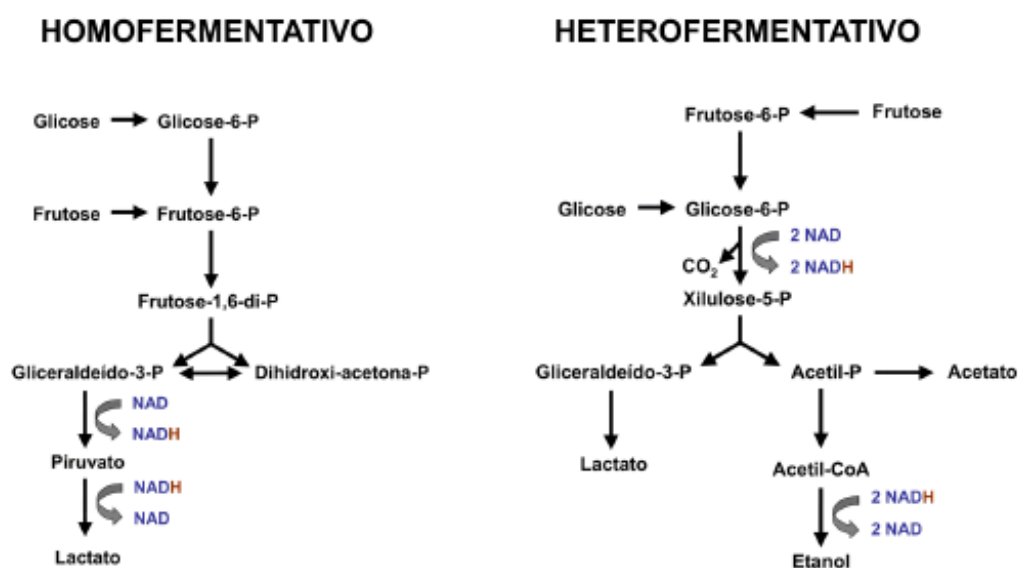 HOMOFERMENTATIVO
Glicose Glicose-6-P
Frutose Frutose-6-P
Frutose-1,6-di-P
Gliceraldeído-3-P Dihidroxi-acetona-P
NAD
NADH
Piruvato
NADH
NAD
Lactato
HETEROFERMENTATIVO
Frutose-6-P Frutose
Glicose Glicose-6-P
2 NAD
CO₂ 2 NADH
Xilulose-5-P
Gliceraldeído-3-P Acetil-P Acetato
Lactato
Acetil-CoA
2 NADH
2 NAD
Etanol